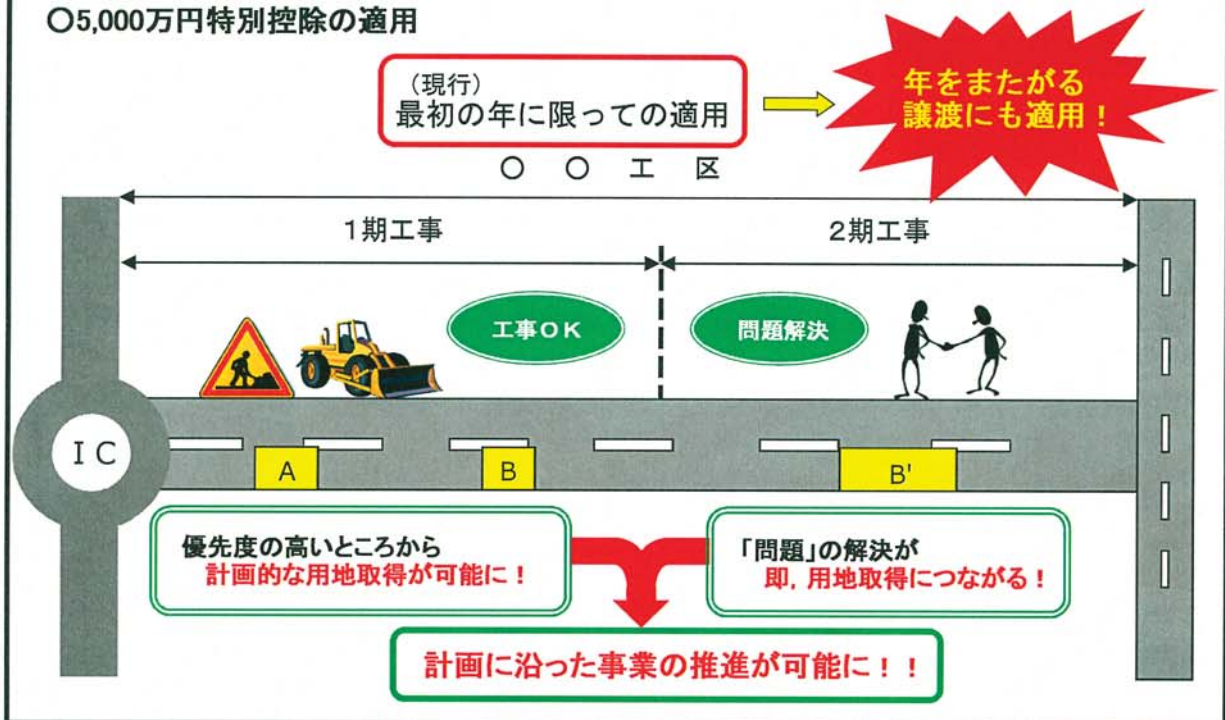 〇5,000万円特別控除の適用
（現行）
最初の年に限っての適用
年をまたがる
譲渡にも適用！
〇 〇 工 区
1期工事
2期工事
工事OK
問題解決
IC
A
B
B'
優先度の高いところから
計画的な用地取得が可能に！
「問題」の解決が
即，用地取得につながる！
計画に沿った事業の推進が可能に！！